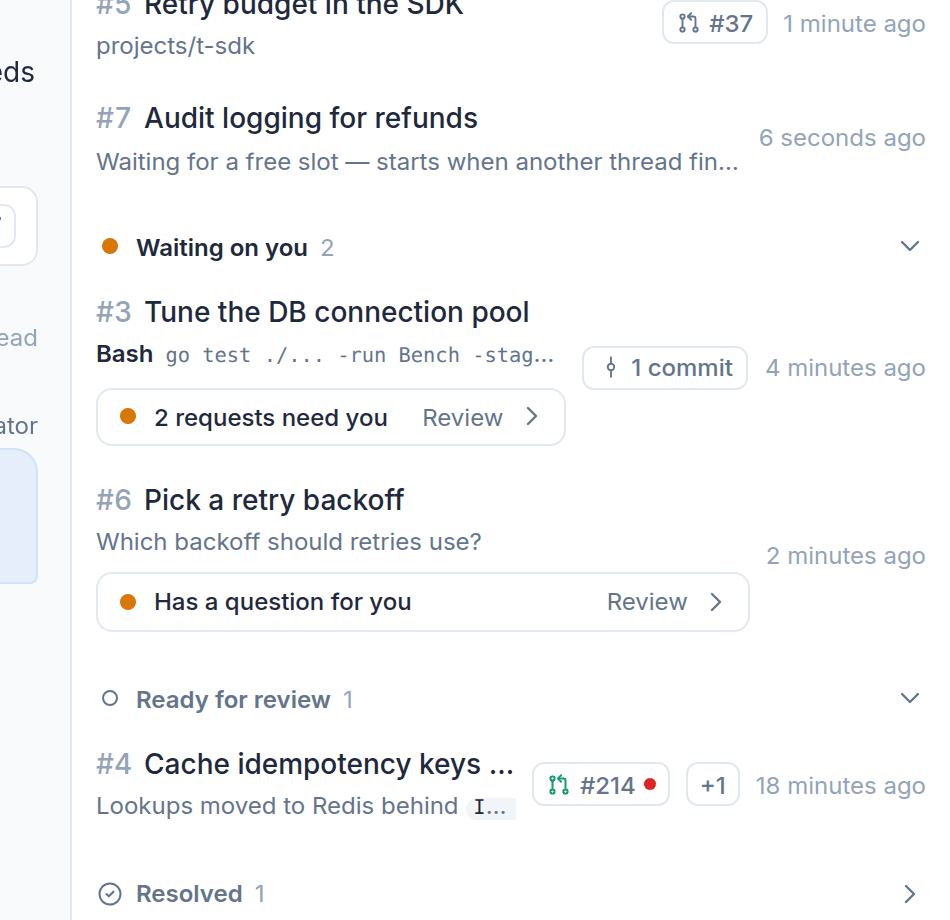 #5 Retry budget in the SDK
#37 1 minute ago
projects/t-sdk
eds
#7 Audit logging for refunds
6 seconds ago
Waiting for a free slot — starts when another thread fin...
Waiting on you 2
#3 Tune the DB connection pool
ead
Bash go test ./... -run Bench -stag...
1 commit 4 minutes ago
2 requests need you Review
ator
#6 Pick a retry backoff
Which backoff should retries use?
2 minutes ago
Has a question for you Review
Ready for review 1
#4 Cache idempotency keys ...
#214 +1 18 minutes ago
Lookups moved to Redis behind I...
Resolved 1